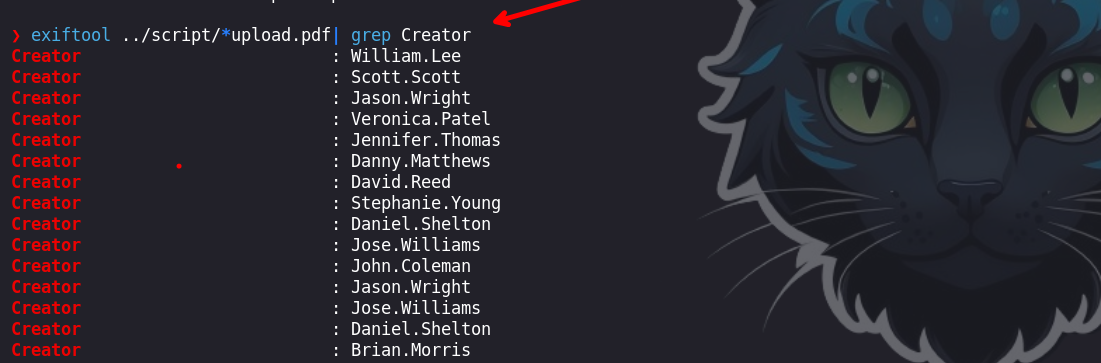 ❯ exiftool ../script/*upload.pdf| grep Creator
Creator : William.Lee
Creator : Scott.Scott
Creator : Jason.Wright
Creator : Veronica.Patel
Creator : Jennifer.Thomas
Creator : Danny.Matthews
Creator : David.Reed
Creator : Stephanie.Young
Creator : Daniel.Shelton
Creator : Jose.Williams
Creator : John.Coleman
Creator : Jason.Wright
Creator : Jose.Williams
Creator : Daniel.Shelton
Creator : Brian.Morris